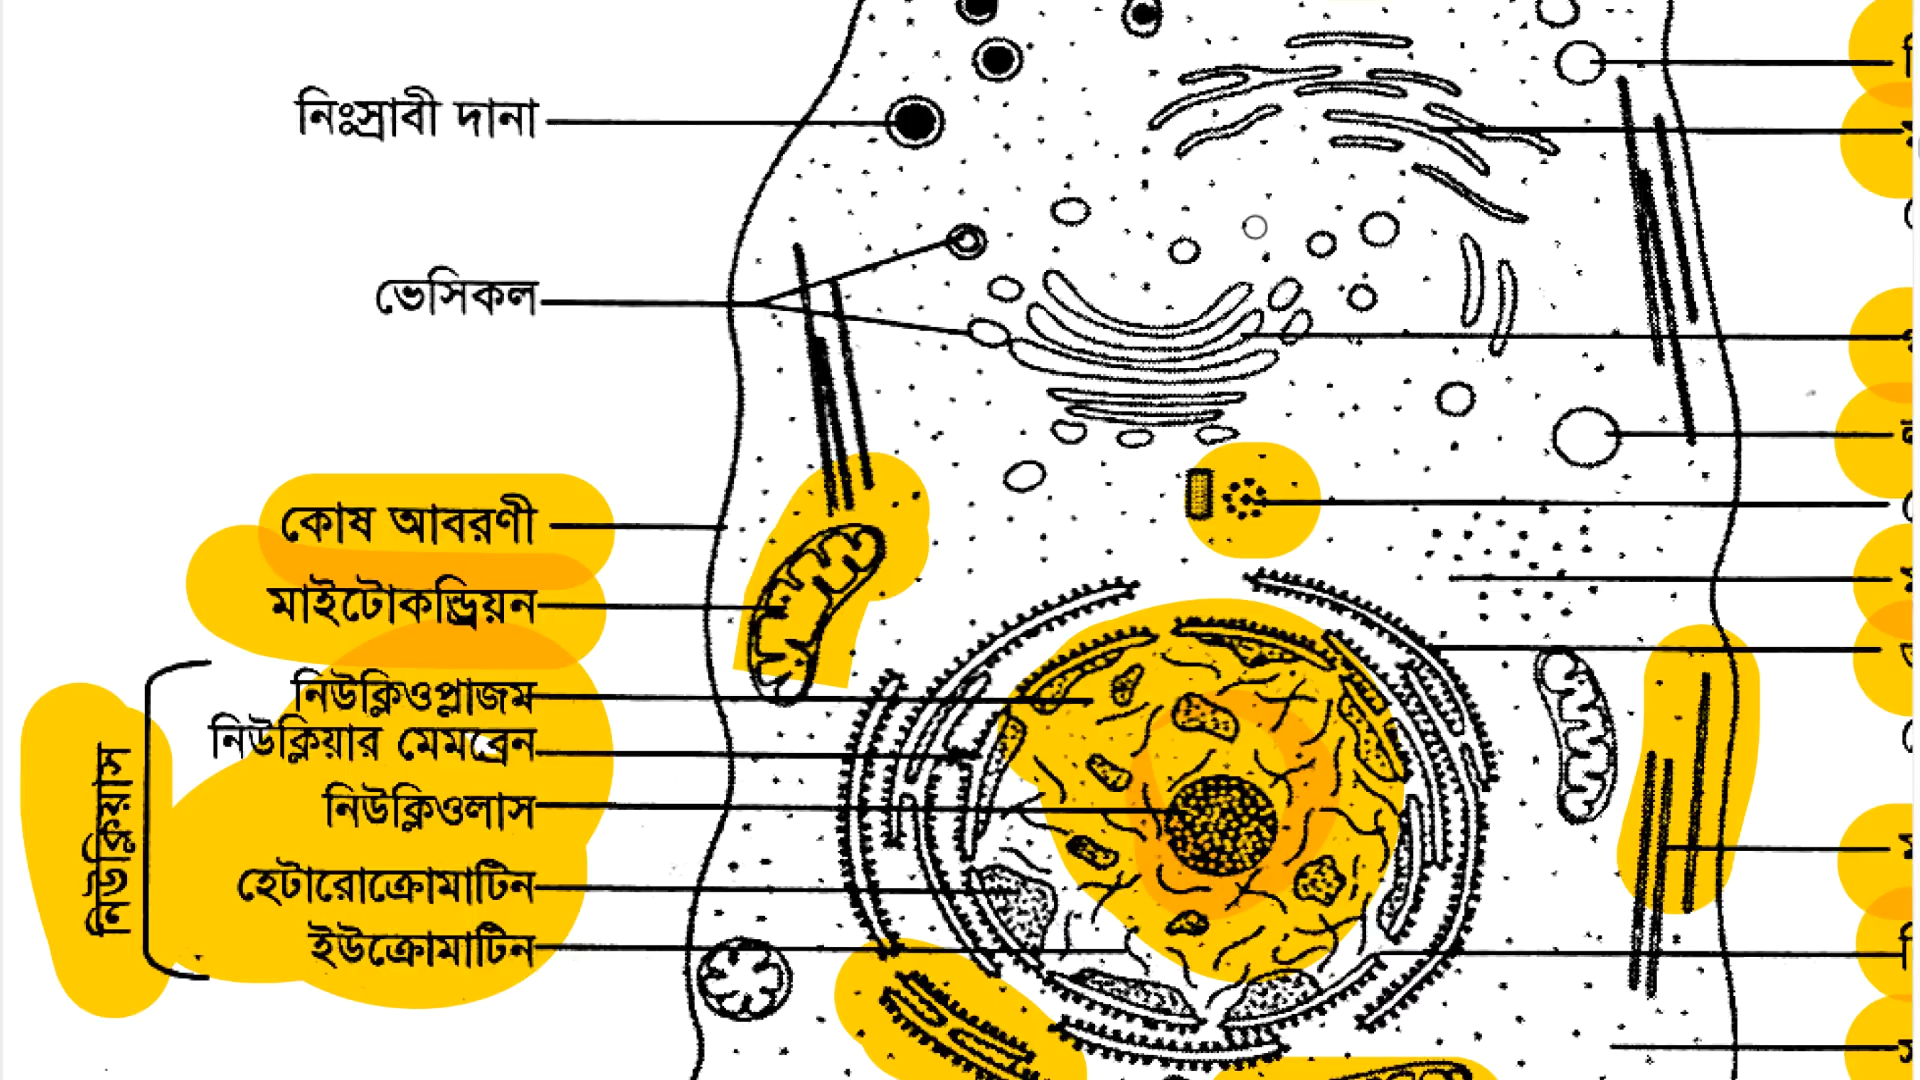 নিঃস্রাবী দানা
ভেসিকল
কোষ আবরণী
মাইটোকন্ড্রিয়ন
নিউক্লিওপ্লাজম
নিউক্লিয়ার মেমব্রেন
নিউক্লিওলাস
হেটারোক্রোমাটিন
ইউক্রোমাটিন
নিউক্লিয়াস